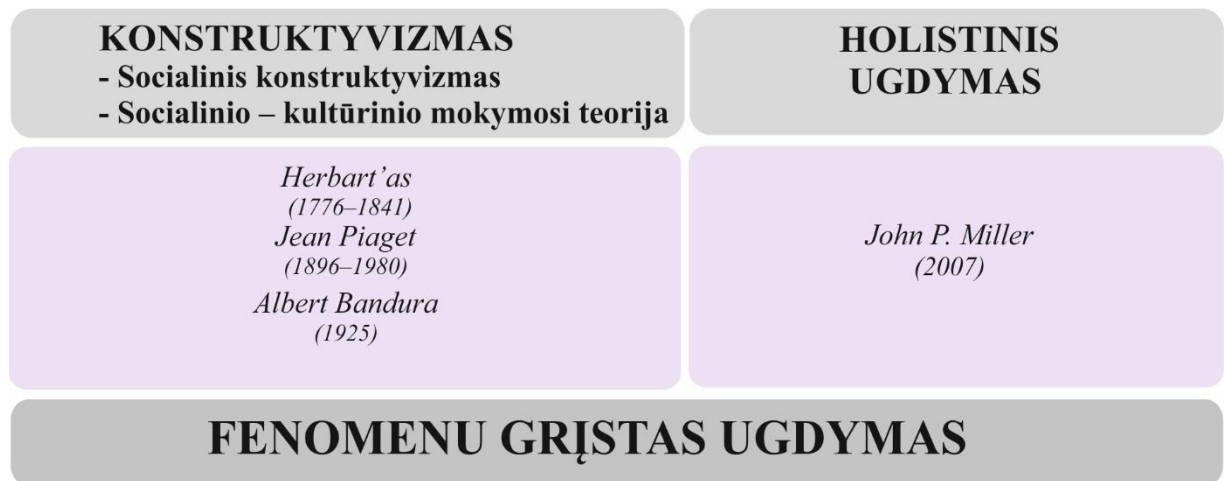 KONSTRUKTYVIZMAS
- Socialinis konstruktyvizmas
- Socialinio – kultūrinio mokymosi teorija
Herbart’as
(1776–1841)
Jean Piaget
(1896–1980)
Albert Bandura
(1925)
HOLISTINIS
UGDYMAS
John P. Miller
(2007)
FENOMENU GRĮSTAS UGDYMAS